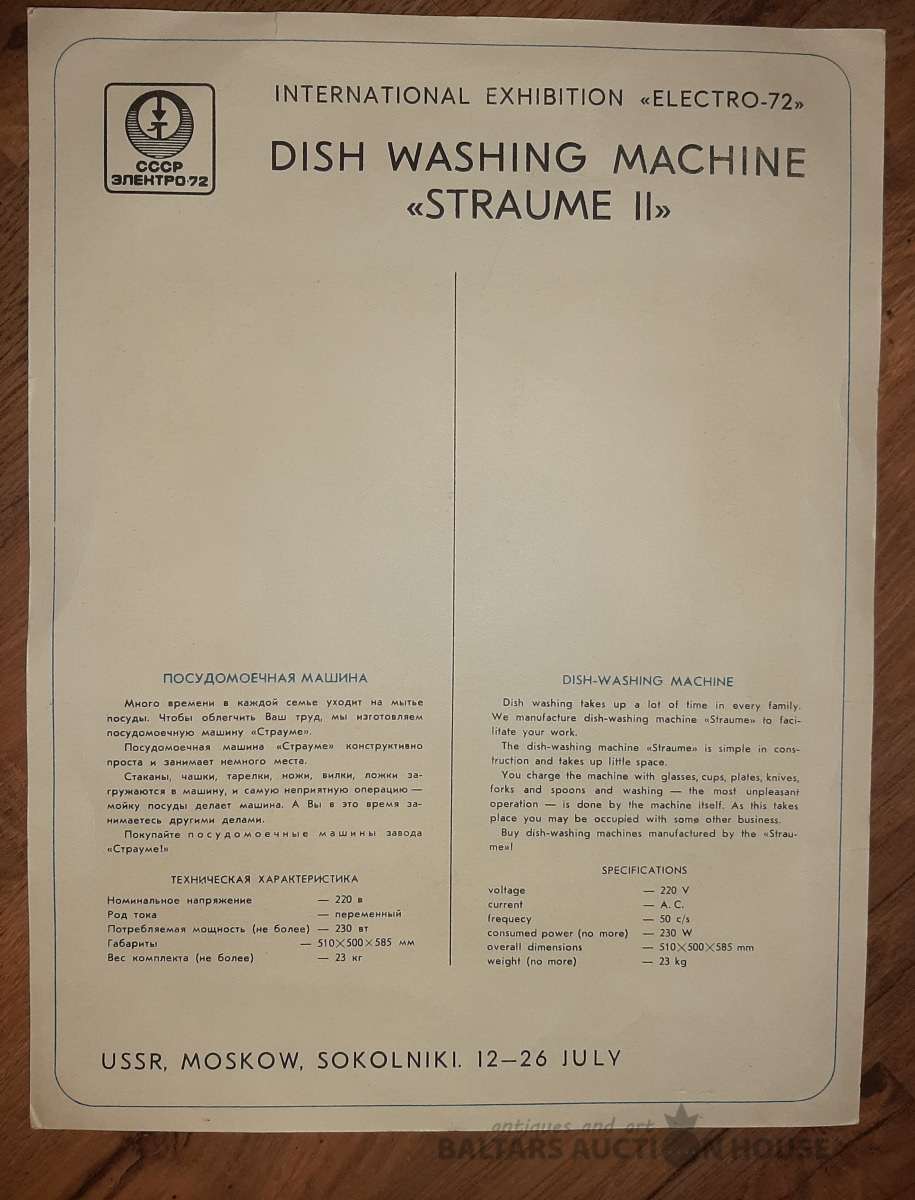 СССР
ЭЛЕКТРО·72
INTERNATIONAL EXHIBITION «ELECTRO-72»
DISH WASHING MACHINE
«STRAUME II»
ПОСУДОМОЕЧНАЯ МАШИНА
Много времени в каждой семье уходит на мытье
посуды. Чтобы облегчить Ваш труд, мы изготовляем
посудомоечную машину «Страуме».
Посудомоечная машина «Страуме» конструктивно
проста и занимает немного места.
Стаканы, чашки, тарелки, ножи, вилки, ложки за-
гружаются в машину, и самую неприятную операцию —
мойку посуды делает машина. А Вы в это время за-
нимаетесь другими делами.
Покупайте посудомоечные машины завода
«Страуме!»
ТЕХНИЧЕСКАЯ ХАРАКТЕРИСТИКА
Номинальное напряжение — 220 в
Род тока — переменный
Потребляемая мощность (не более) — 230 вт
Габариты — 510×500×585 мм
Вес комплекта (не более) — 23 кг
DISH-WASHING MACHINE
Dish washing takes up a lot of time in every family.
We manufacture dish-washing machine «Straume» to faci-
litate your work.
The dish-washing machine «Straume» is simple in cons-
truction and takes up little space.
You charge the machine with glasses, cups, plates, knives,
forks and spoons and washing — the most unpleasant
operation — is done by the machine itself. As this takes
place you may be occupied with some other business.
Buy dish-washing machines manufactured by the «Strau-
me»!
SPECIFICATIONS
voltage — 220 V
current — A. C.
frequecy — 50 c/s
consumed power (no more) — 230 W
overall dimensions — 510×500×585 mm
weight (no more) — 23 kg
USSR, MOSKOW, SOKOLNIKI. 12—26 JULY
antiques and art
BALTARS AUCTION HOUSE